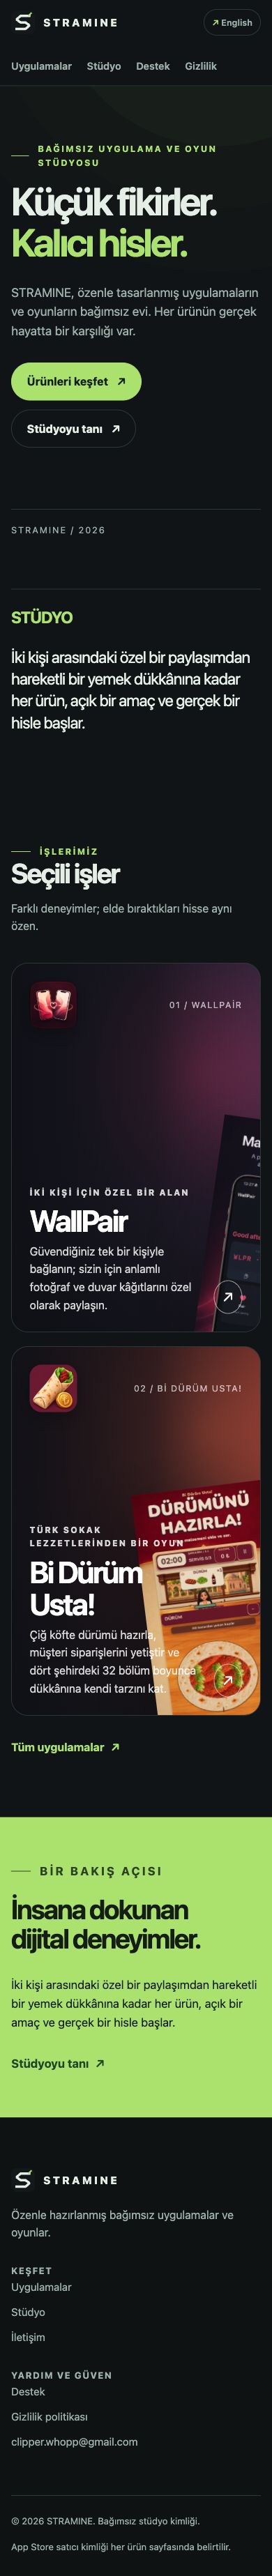 STRAMINE
English
Uygulamalar Stüdyo Destek Gizlilik
BAĞIMSIZ UYGULAMA VE OYUN
STÜDYOSU
Küçük fikirler.
Kalıcı hisler.
STRAMINE, özenle tasarlanmış uygulamaların
ve oyunların bağımsız evi. Her ürünün gerçek
hayatta bir karşılığı var.
Ürünleri keşfet
Stüdyoyu tanı
STRAMINE / 2026
STÜDYO
İki kişi arasındaki özel bir paylaşımdan
hareketli bir yemek dükkânına kadar
her ürün, açık bir amaç ve gerçek bir
hisle başlar.
İŞLERİMİZ
Seçili işler
Farklı deneyimler; elde bıraktıkları hisse aynı
özen.
01 / WALLPAİR
İKİ KİŞİ İÇİN ÖZEL BİR ALAN
WallPair
Güvendiğiniz tek bir kişiyle
bağlanın; sizin için anlamlı
fotoğraf ve duvar kâğıtlarını özel
olarak paylaşın.
02 / Bİ DÜRÜM USTA!
DÜRÜMÜNÜ
HAZIRLA!
02:00
TÜRK SOKAK
LEZZETLERİNDEN BİR OYUN
Bi Dürüm
Usta!
Çiğ köfte dürümü hazırla,
müşteri siparişlerini yetiştir ve
dört şehirdeki 32 bölüm boyunca
dükkânına kendi tarzını kat.
Tüm uygulamalar
BİR BAKIŞ AÇISI
İnsana dokunan
dijital deneyimler.
İki kişi arasındaki özel bir paylaşımdan hareketli
bir yemek dükkânına kadar her ürün, açık bir
amaç ve gerçek bir hisle başlar.
Stüdyoyu tanı
STRAMINE
Özenle hazırlanmış bağımsız uygulamalar ve
oyunlar.
KEŞFET
Uygulamalar
Stüdyo
İletişim
YARDIM VE GÜVEN
Destek
Gizlilik politikası
clipper.whopp@gmail.com
© 2026 STRAMINE. Bağımsız stüdyo kimliği.
App Store satıcı kimliği her ürün sayfasında belirtilir.